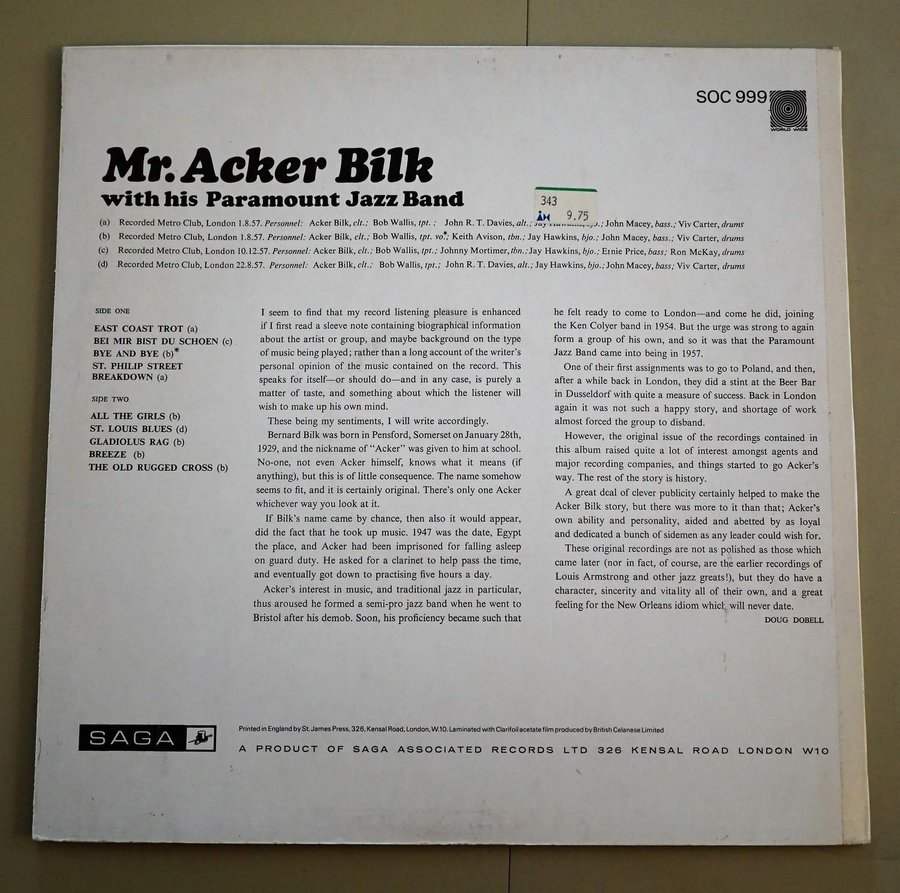 SOC 999
WORLD WIDE
Mr. Acker Bilk
with his Paramount Jazz Band
343
9.75
(a) Recorded Metro Club, London 1.8.57. Personnel: Acker Bilk, clt.; Bob Wallis, tpt.: John R. T. Davies, alt.; Jay bjo.; John Macey, bass.; Viv Carter, drums
(b) Recorded Metro Club, London 1.8.57. Personnel: Acker Bilk, clt.; Bob Wallis, tpt. vo*; Keith Avison, tbn.; Jay Hawkins, bjo.; John Macey, bass.; Viv Carter, drums
(c) Recorded Metro Club, London 10.12.57. Personnel: Acker Bilk, clt.; Bob Wallis, tpt.; Johnny Mortimer, tbn.; Jay Hawkins, bjo.; Ernie Price, bass; Ron McKay, drums
(d) Recorded Metro Club, London 22.8.57. Personnel: Acker Bilk, clt.; Bob Wallis, tpt.; John R. T. Davies, alt.; Jay Hawkins, bjo.; John Macey, bass; Viv Carter, drums
SIDE ONE
EAST COAST TROT (a)
BEI MIR BIST DU SCHOEN (c)
BYE AND BYE (b)*
ST. PHILIP STREET
BREAKDOWN (a)
SIDE TWO
ALL THE GIRLS (b)
ST. LOUIS BLUES (d)
GLADIOLUS RAG (b)
BREEZE (b)
THE OLD RUGGED CROSS (b)
I seem to find that my record listening pleasure is enhanced
if I first read a sleeve note containing biographical information
about the artist or group, and maybe background on the type
of music being played; rather than a long account of the writer's
personal opinion of the music contained on the record. This
speaks for itself—or should do—and in any case, is purely a
matter of taste, and something about which the listener will
wish to make up his own mind.
These being my sentiments, I will write accordingly.
Bernard Bilk was born in Pensford, Somerset on January 28th,
1929, and the nickname of "Acker" was given to him at school.
No-one, not even Acker himself, knows what it means (if
anything), but this is of little consequence. The name somehow
seems to fit, and it is certainly original. There's only one Acker
whichever way you look at it.
If Bilk's name came by chance, then also it would appear,
did the fact that he took up music. 1947 was the date, Egypt
the place, and Acker had been imprisoned for falling asleep
on guard duty. He asked for a clarinet to help pass the time,
and eventually got down to practising five hours a day.
Acker's interest in music, and traditional jazz in particular,
thus aroused he formed a semi-pro jazz band when he went to
Bristol after his demob. Soon, his proficiency became such that
he felt ready to come to London—and come he did, joining
the Ken Colyer band in 1954. But the urge was strong to again
form a group of his own, and so it was that the Paramount
Jazz Band came into being in 1957.
One of their first assignments was to go to Poland, and then,
after a while back in London, they did a stint at the Beer Bar
in Dusseldorf with quite a measure of success. Back in London
again it was not such a happy story, and shortage of work
almost forced the group to disband.
However, the original issue of the recordings contained in
this album raised quite a lot of interest amongst agents and
major recording companies, and things started to go Acker's
way. The rest of the story is history.
A great deal of clever publicity certainly helped to make the
Acker Bilk story, but there was more to it than that; Acker's
own ability and personality, aided and abetted by as loyal
and dedicated a bunch of sidemen as any leader could wish for.
These original recordings are not as polished as those which
came later (nor in fact, of course, are the earlier recordings of
Louis Armstrong and other jazz greats!), but they do have a
character, sincerity and vitality all of their own, and a great
feeling for the New Orleans idiom which will never date.
DOUG DOBELL
SAGA
Printed in England by St. James Press, 326, Kensal Road, London, W.10. Laminated with Clarifoil acetate film produced by British Celanese Limited
A PRODUCT OF SAGA ASSOCIATED RECORDS LTD 326 KENSAL ROAD LONDON W10